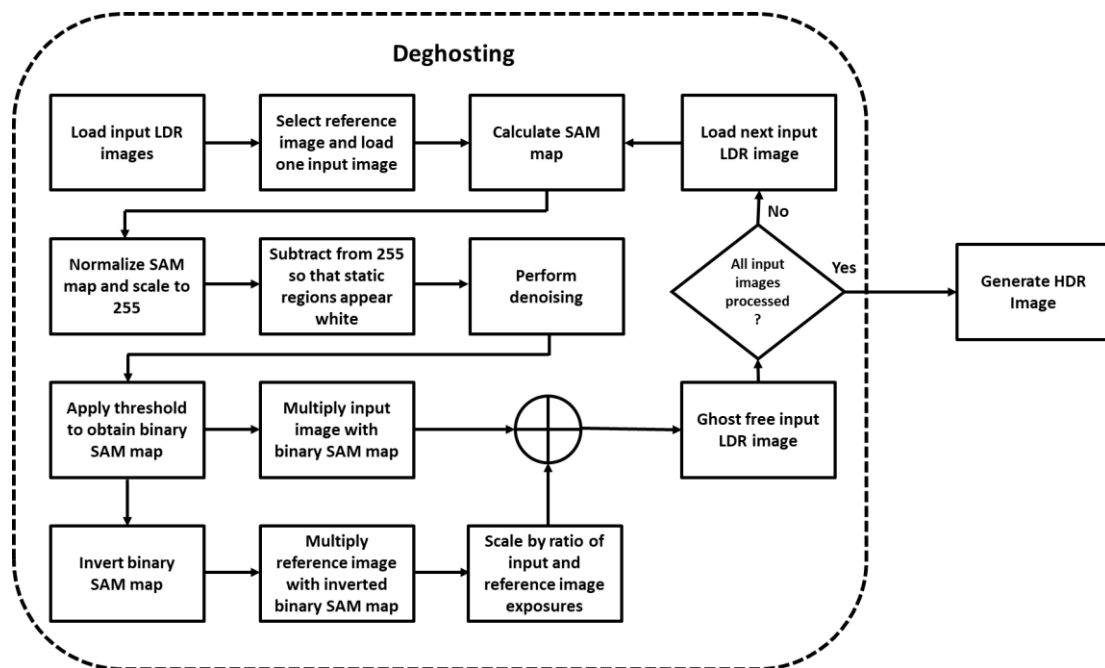 Deghosting
Load input LDR
images
Select reference
image and load
one input image
Calculate SAM
map
Load next input
LDR image
No
Normalize SAM
map and scale to
255
Subtract from 255
so that static
regions appear
white
Perform
denoising
All input
images
processed
?
Yes
Generate HDR
Image
Apply threshold
to obtain binary
SAM map
Multiply input
image with
binary SAM map
Ghost free input
LDR image
Invert binary
SAM map
Multiply
reference image
with inverted
binary SAM map
Scale by ratio of
input and
reference image
exposures